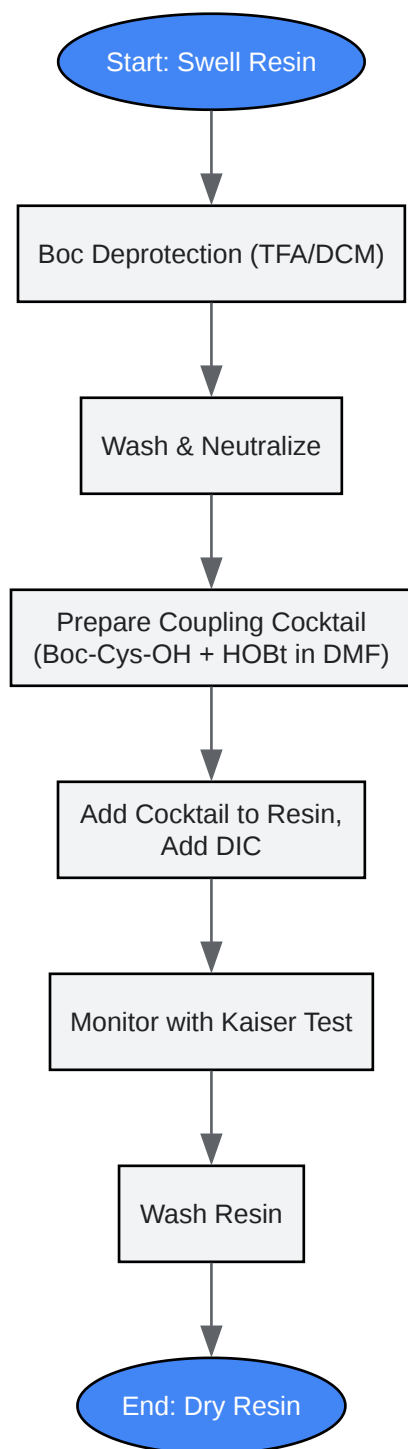 Start: Swell Resin
Boc Deprotection (TFA/DCM)
Wash & Neutralize
Prepare Coupling Cocktail
(Boc-Cys-OH + HOBt in DMF)
Add Cocktail to Resin,
Add DIC
Monitor with Kaiser Test
Wash Resin
End: Dry Resin